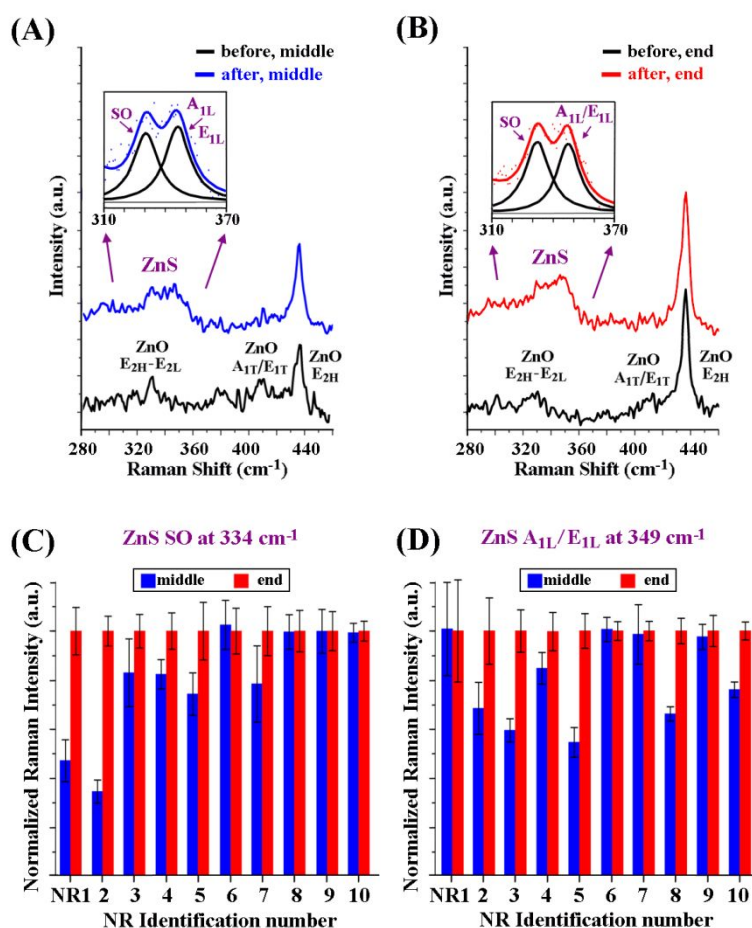 (A)
before, middle
after, middle
SO
A1L
E1L
310
370
ZnS
ZnO
E2H-E2L
ZnO
A1T/E1T
ZnO
E2H
Intensity (a.u.)
280
320
360
400
440
Raman Shift (cm-1)
(B)
before, end
after, end
SO
A1L/E1L
310
370
ZnS
ZnO
E2H-E2L
ZnO
A1T/E1T
ZnO
E2H
Intensity (a.u.)
280
320
360
400
440
Raman Shift (cm-1)
(C)
ZnS SO at 334 cm-1
middle
end
Normalized Raman Intensity (a.u.)
NR1 2 3 4 5 6 7 8 9 10
NR Identification number
(D)
ZnS A1L/E1L at 349 cm-1
middle
end
Normalized Raman Intensity (a.u.)
NR1 2 3 4 5 6 7 8 9 10
NR Identification number